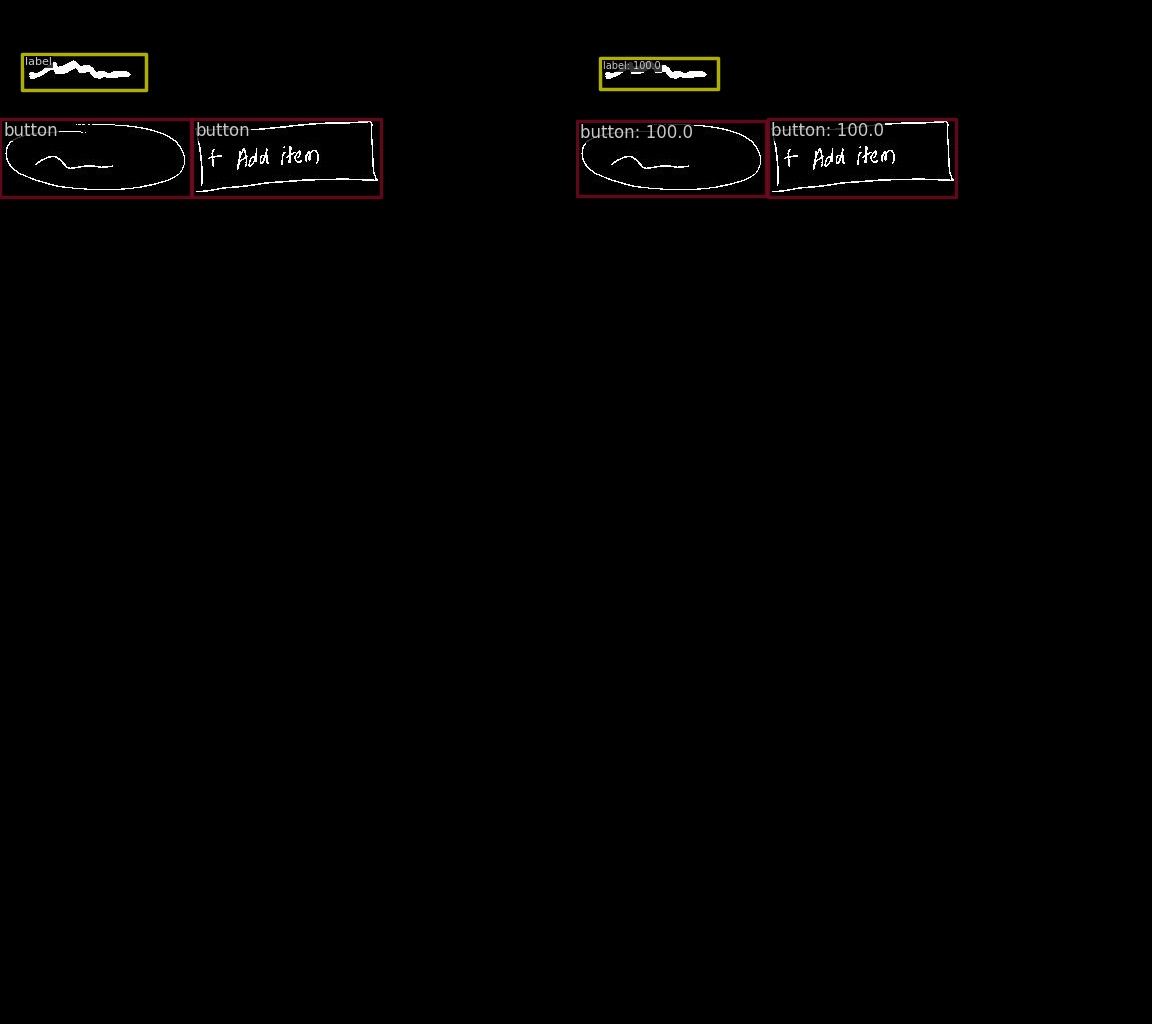 label
label: 100.0
button
button
button: 100.0
button: 100.0
+ Add item
+ Add item